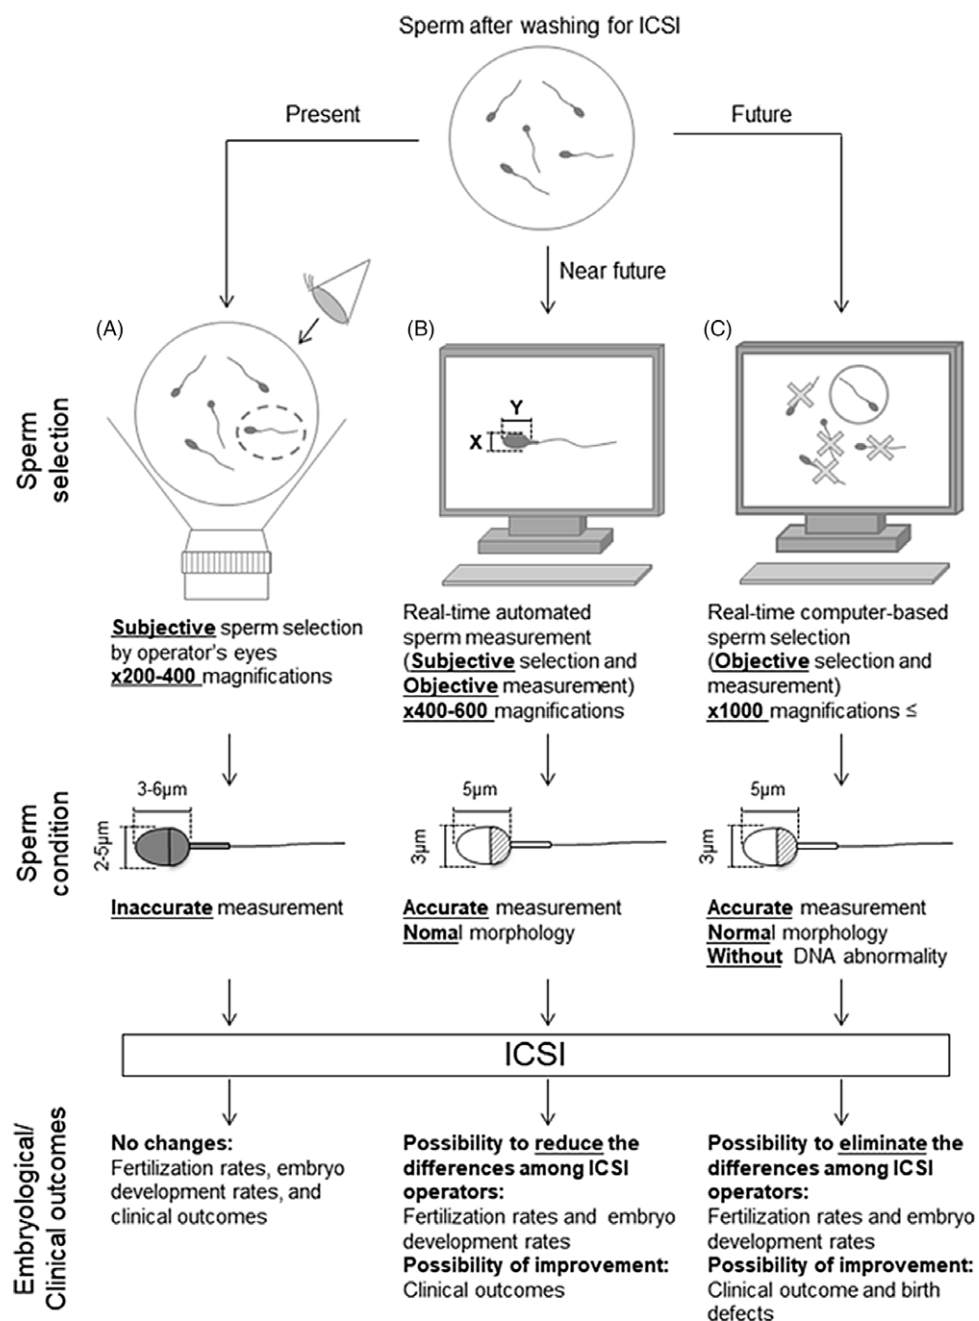 Sperm after washing for ICSI
Present
Future
Near future
(A)
(B)
(C)
Sperm
selection
Y
X
Subjective sperm selection
by operator's eyes
x200-400 magnifications
Real-time automated
sperm measurement
(Subjective selection and
Objective measurement)
x400-600 magnifications
Real-time computer-based
sperm selection
(Objective selection and
measurement)
x1000 magnifications ≤
Sperm
condition
3-6μm
2-5μm
Inaccurate measurement
5μm
3μm
Accurate measurement
Nomal morphology
5μm
3μm
Accurate measurement
Normal morphology
Without DNA abnormality
ICSI
Embryological/
Clinical outcomes
No changes:
Fertilization rates, embryo
development rates, and
clinical outcomes
Possibility to reduce the
differences among ICSI
operators:
Fertilization rates and embryo
development rates
Possibility of improvement:
Clinical outcomes
Possibility to eliminate the
differences among ICSI
operators:
Fertilization rates and embryo
development rates
Possibility of improvement:
Clinical outcome and birth
defects